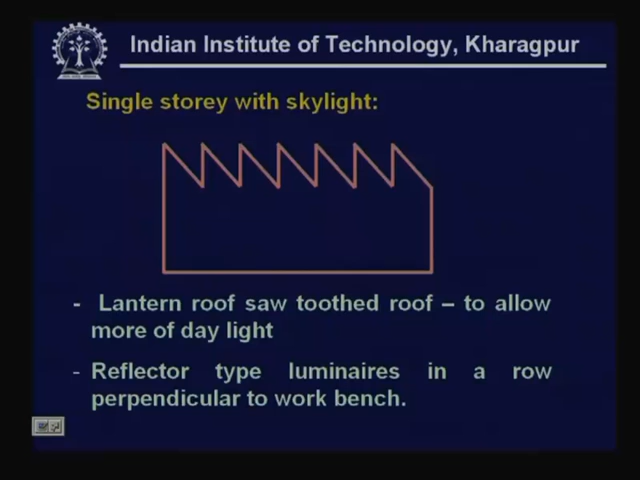 Indian Institute of Technology, Kharagpur
Single storey with skylight:
- Lantern roof saw toothed roof – to allow
more of day light
- Reflector type luminaires in a row
perpendicular to work bench.